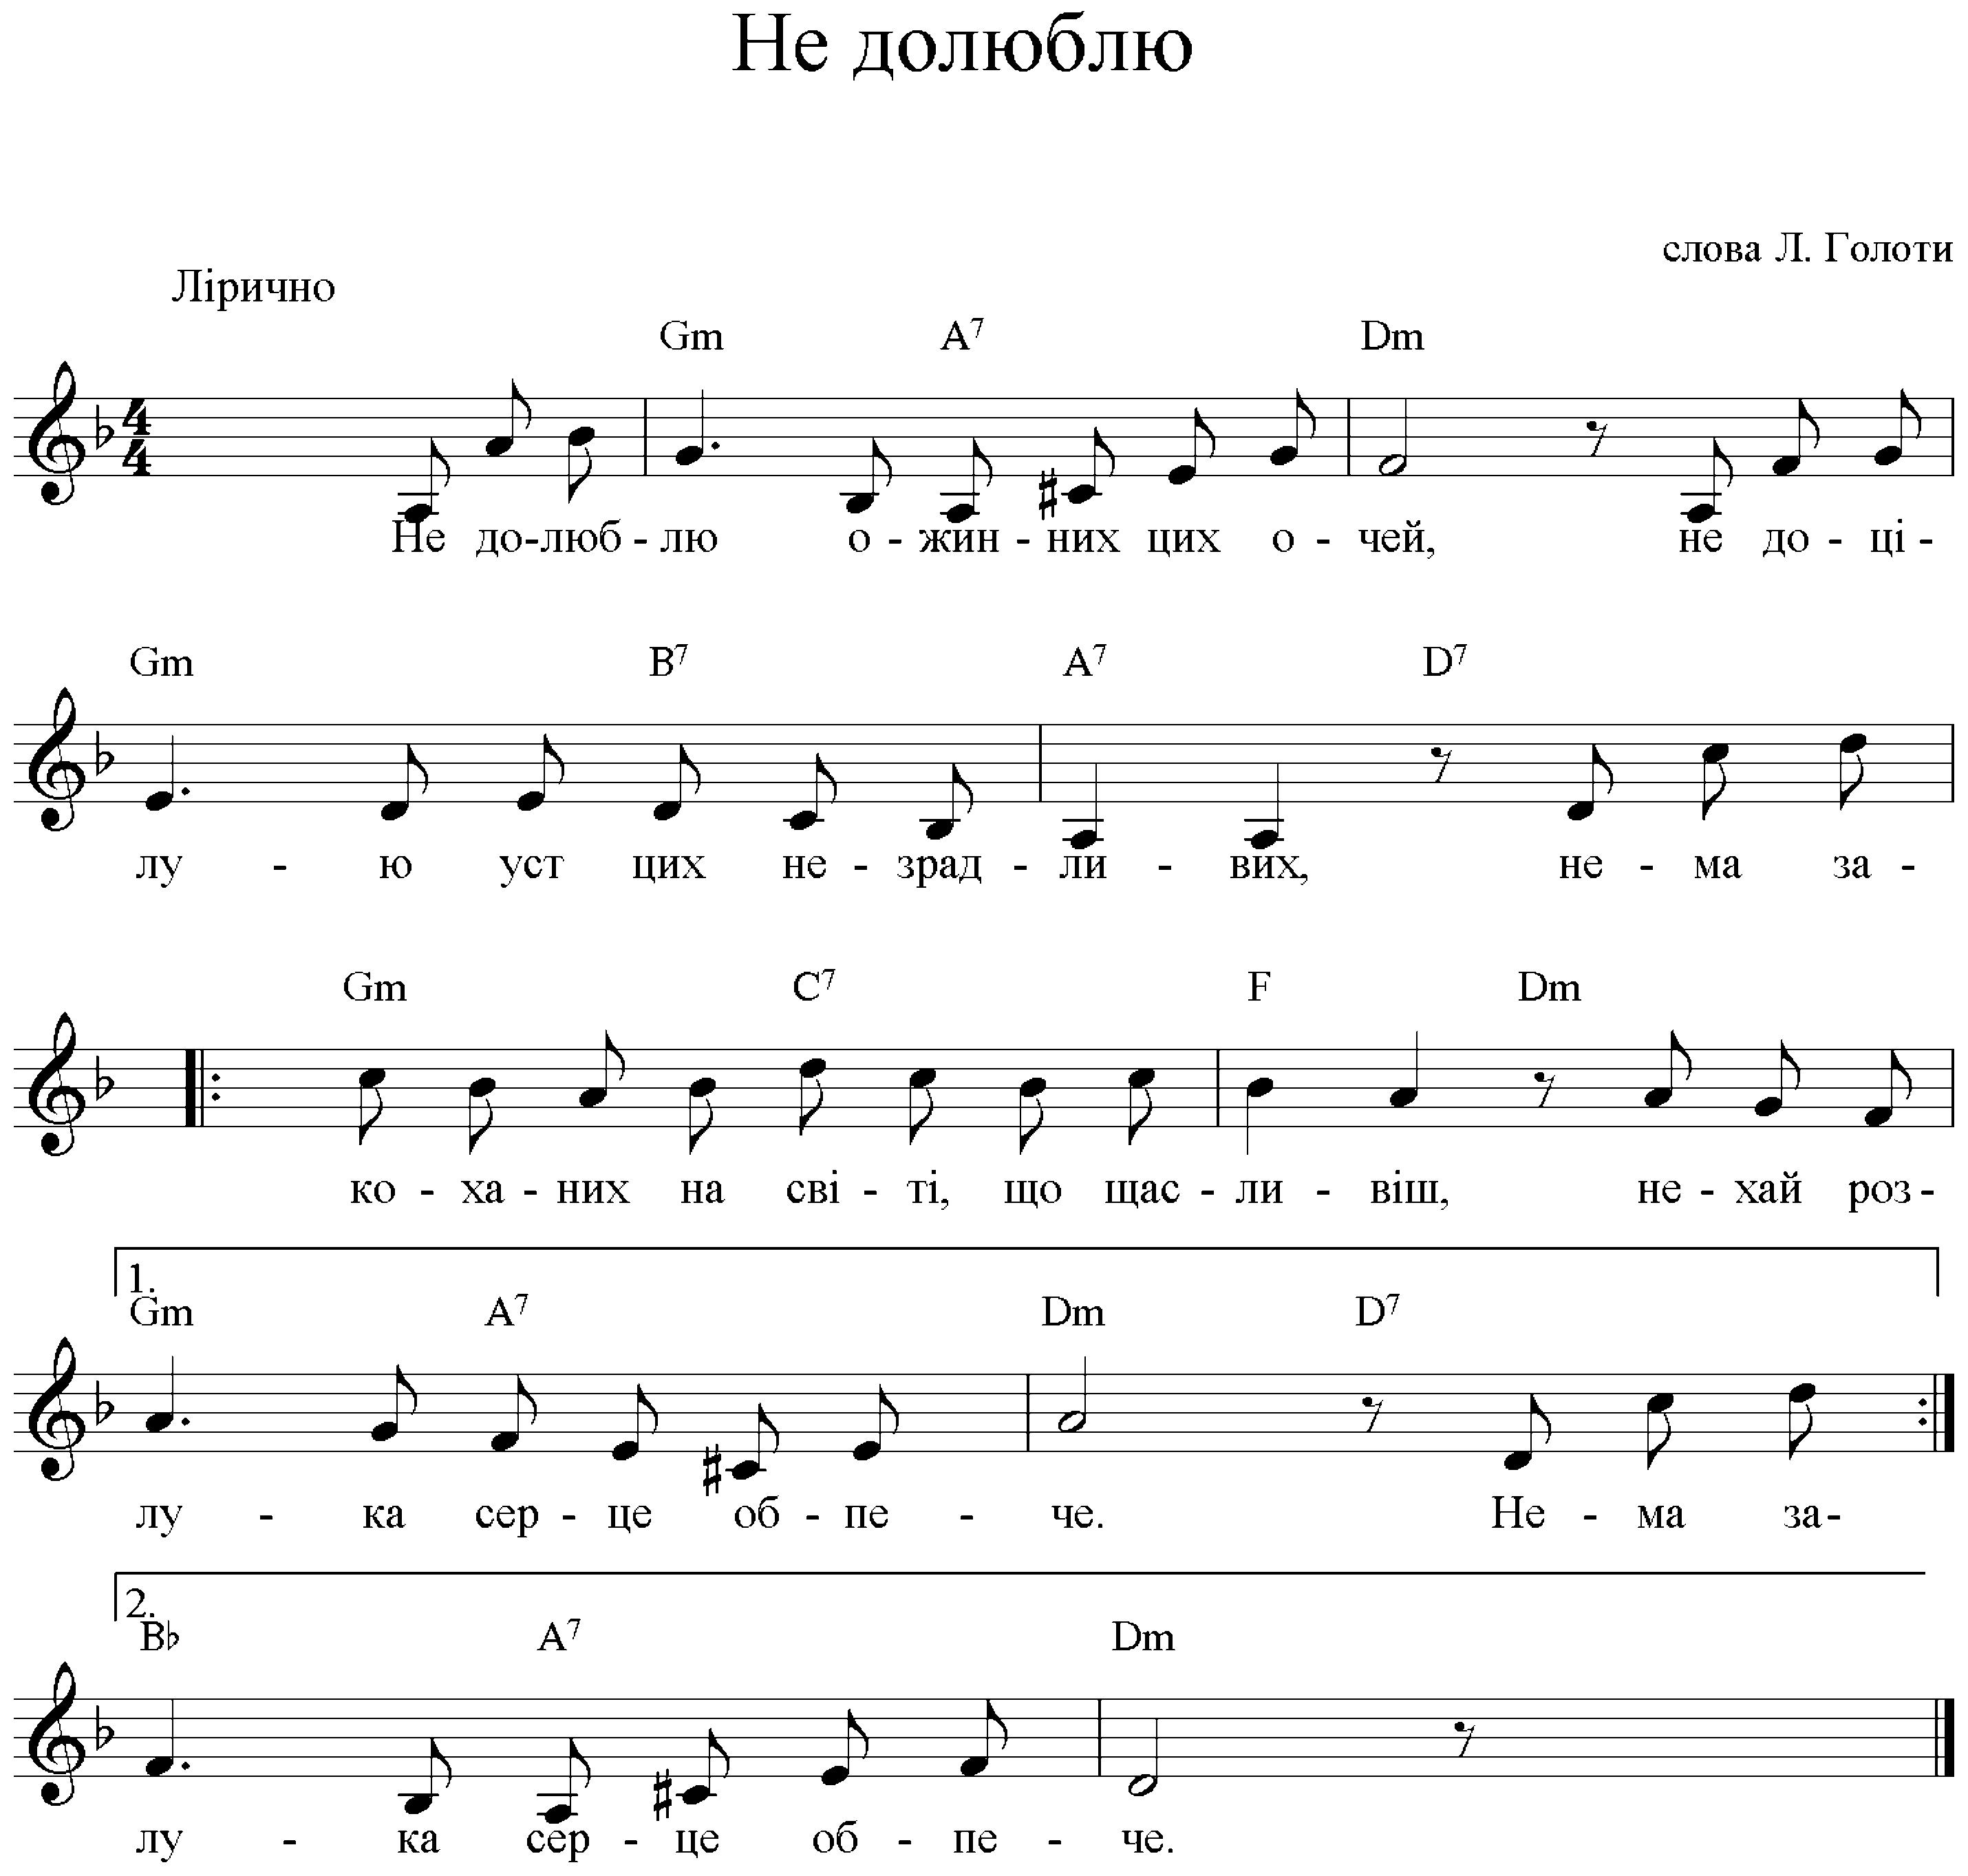 Не долюблю
слова Л. Голоти
Лірично
Gm A7 Dm
4
4
Не до-люб - лю о - жин - них цих о - чей, не до - ці -
Gm B7 A7 D7
лу - ю уст цих не - зрад - ли - вих, не - ма за -
Gm C7 F Dm
ко - ха - них на сві - ті, що щас - ли - віш, не - хай роз -
1.
Gm A7 Dm D7
лу - ка сер - це об - пе - че. Не - ма за-
2.
B♭ A7 Dm
лу - ка сер - це об - пе - че.